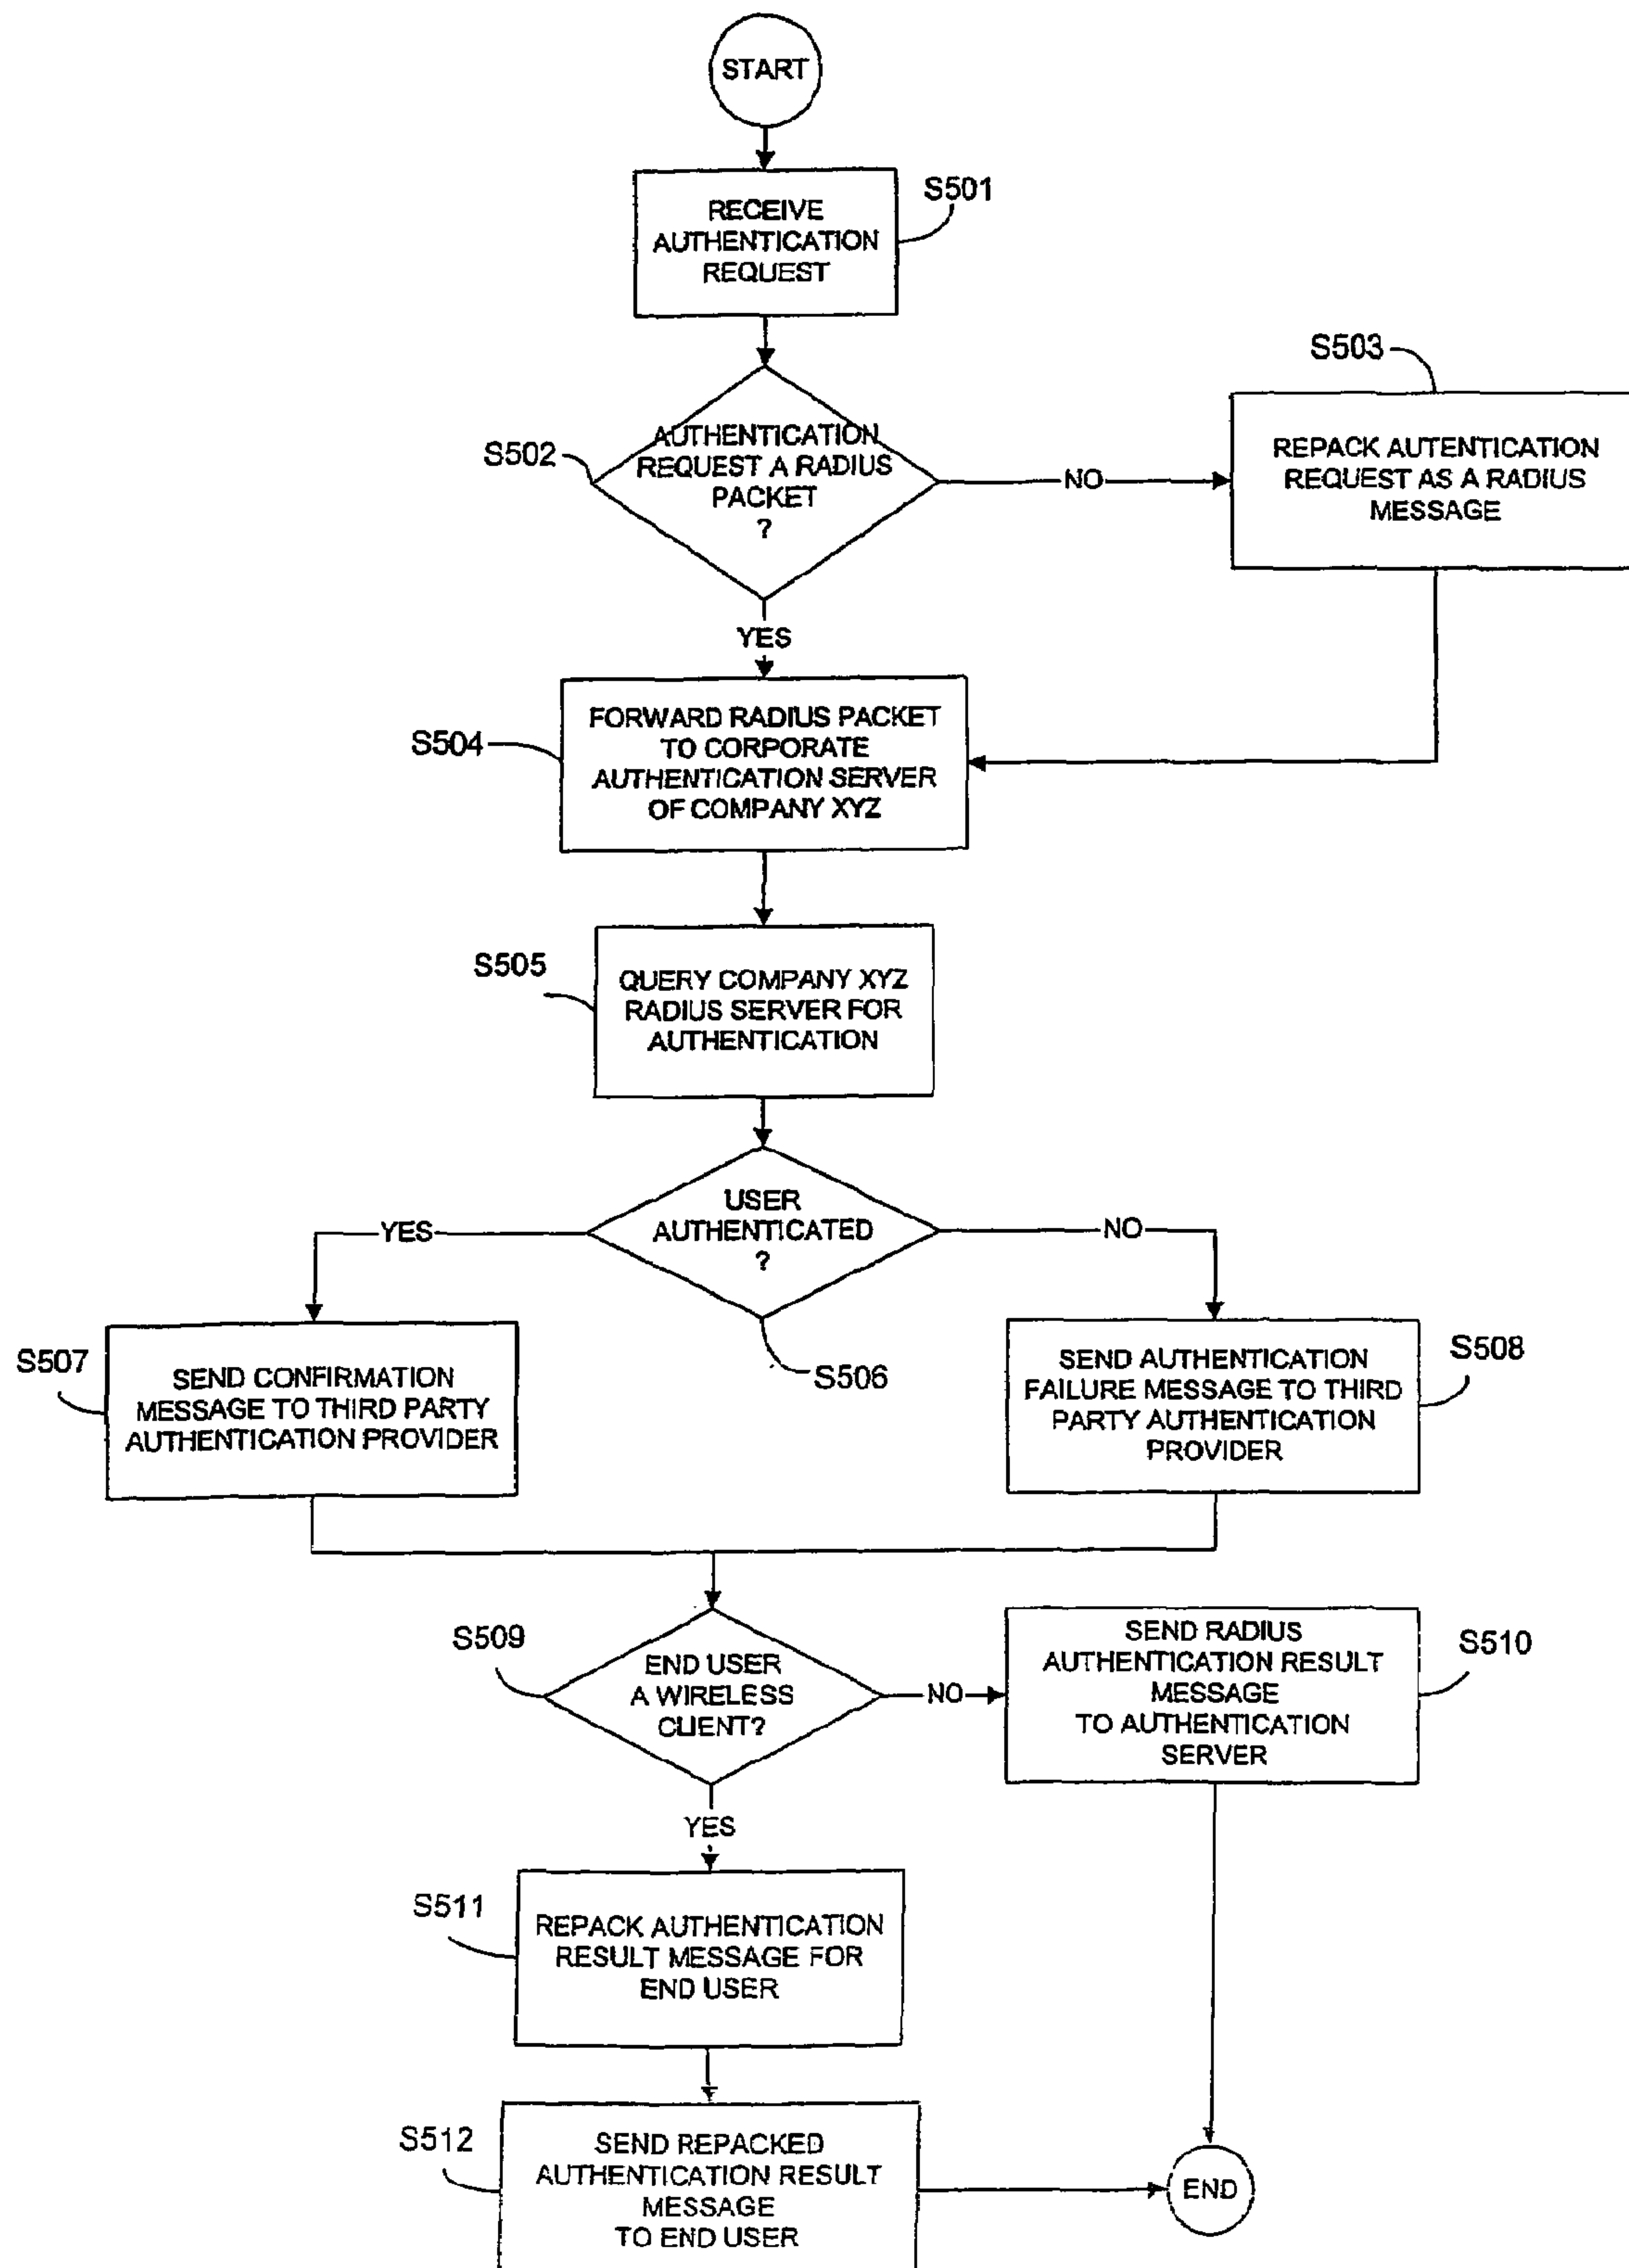 START
S501
RECEIVE
AUTHENTICATION
REQUEST
S503
S502
AUTHENTICATION
REQUEST A RADIUS
PACKET
?
NO
REPACK AUTENTICATION
REQUEST AS A RADIUS
MESSAGE
YES
S504
FORWARD RADIUS PACKET
TO CORPORATE
AUTHENTICATION SERVER
OF COMPANY XYZ
S505
QUERY COMPANY XYZ
RADIUS SERVER FOR
AUTHENTICATION
YES
USER
AUTHENTICATED
?
NO
S506
S507
SEND CONFIRMATION
MESSAGE TO THIRD PARTY
AUTHENTICATION PROVIDER
SEND AUTHENTICATION
FAILURE MESSAGE TO THIRD
PARTY AUTHENTICATION
PROVIDER
S508
S509
END USER
A WIRELESS
CLIENT?
NO
SEND RADIUS
AUTHENTICATION RESULT
MESSAGE
TO AUTHENTICATION
SERVER
S510
YES
S511
REPACK AUTHENTICATION
RESULT MESSAGE FOR
END USER
S512
SEND REPACKED
AUTHENTICATION RESULT
MESSAGE
TO END USER
END